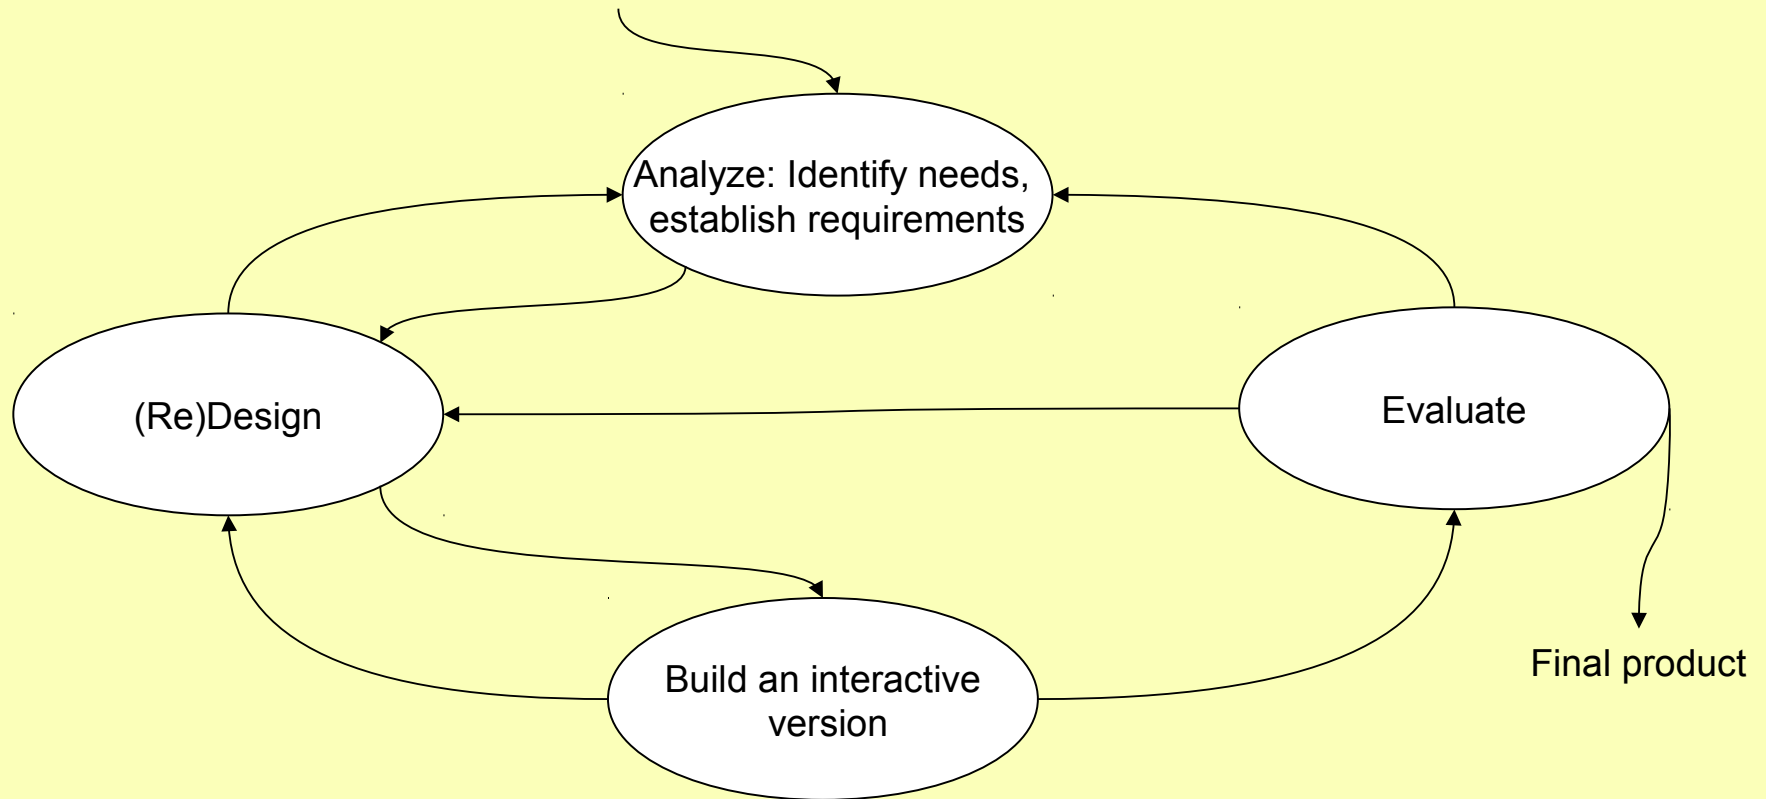 Analyze: Identify needs,
establish requirements
(Re)Design
Evaluate
Build an interactive
version
Final product